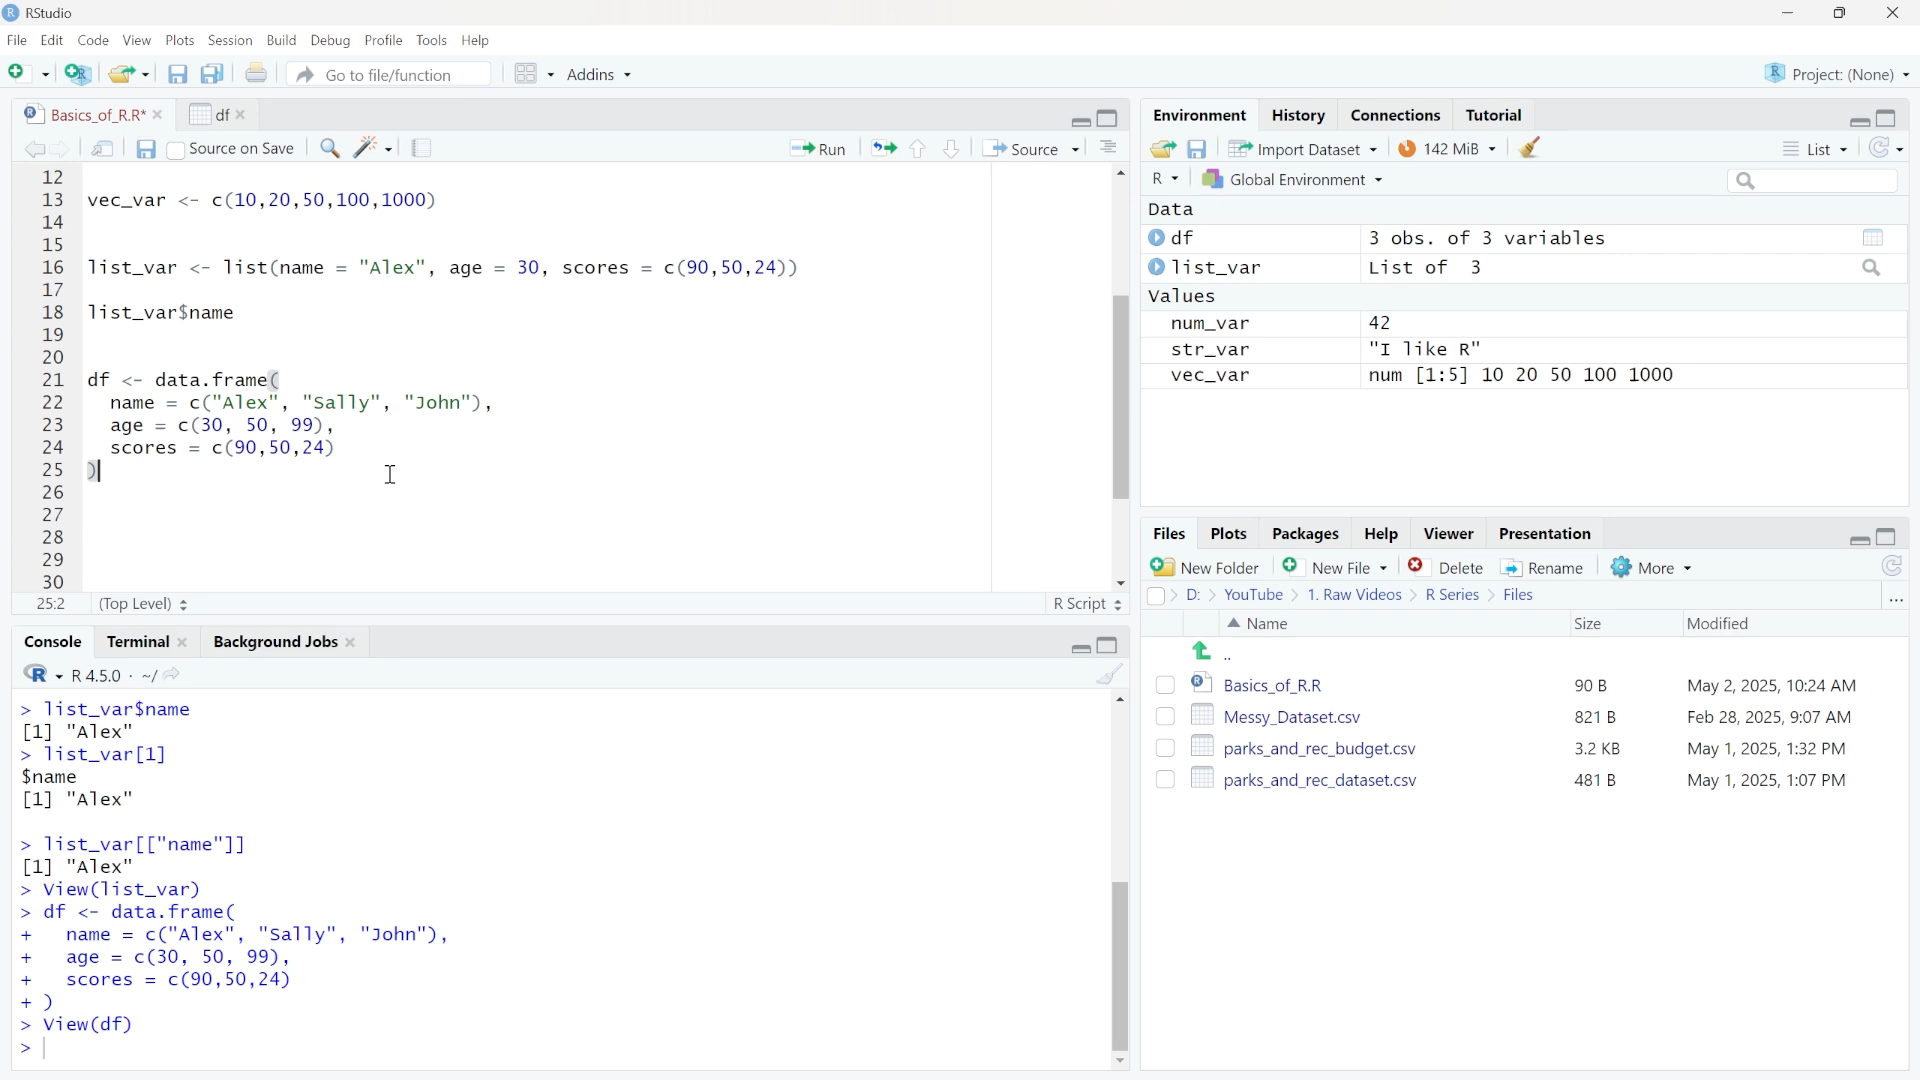 RStudio
File Edit Code View Plots Session Build Debug Profile Tools Help
Go to file/function Addins Project: (None)
Basics_of_R.R* df
Source on Save Run Source
12
13 vec_var <- c(10,20,50,100,1000)
14
15
16 list_var <- list(name = "Alex", age = 30, scores = c(90,50,24))
17
18 list_var$name
19
20
21 df <- data.frame(
22 name = c("Alex", "Sally", "John"),
23 age = c(30, 50, 99),
24 scores = c(90,50,24)
25 )
26
27
28
29
30
25:2 (Top Level) R Script
Console Terminal Background Jobs
R 4.5.0 · ~/
> list_var$name
[1] "Alex"
> list_var[1]
$name
[1] "Alex"
> list_var[["name"]]
[1] "Alex"
> View(list_var)
> df <- data.frame(
+ name = c("Alex", "Sally", "John"),
+ age = c(30, 50, 99),
+ scores = c(90,50,24)
+ )
> View(df)
>
Environment History Connections Tutorial
Import Dataset 142 MiB List
R Global Environment
Data
df 3 obs. of 3 variables
list_var List of 3
Values
num_var 42
str_var "I like R"
vec_var num [1:5] 10 20 50 100 1000
Files Plots Packages Help Viewer Presentation
New Folder New File Delete Rename More
D: > YouTube > 1. Raw Videos > R Series > Files ...
Name Size Modified
..
Basics_of_R.R 90 B May 2, 2025, 10:24 AM
Messy_Dataset.csv 821 B Feb 28, 2025, 9:07 AM
parks_and_rec_budget.csv 3.2 KB May 1, 2025, 1:32 PM
parks_and_rec_dataset.csv 481 B May 1, 2025, 1:07 PM